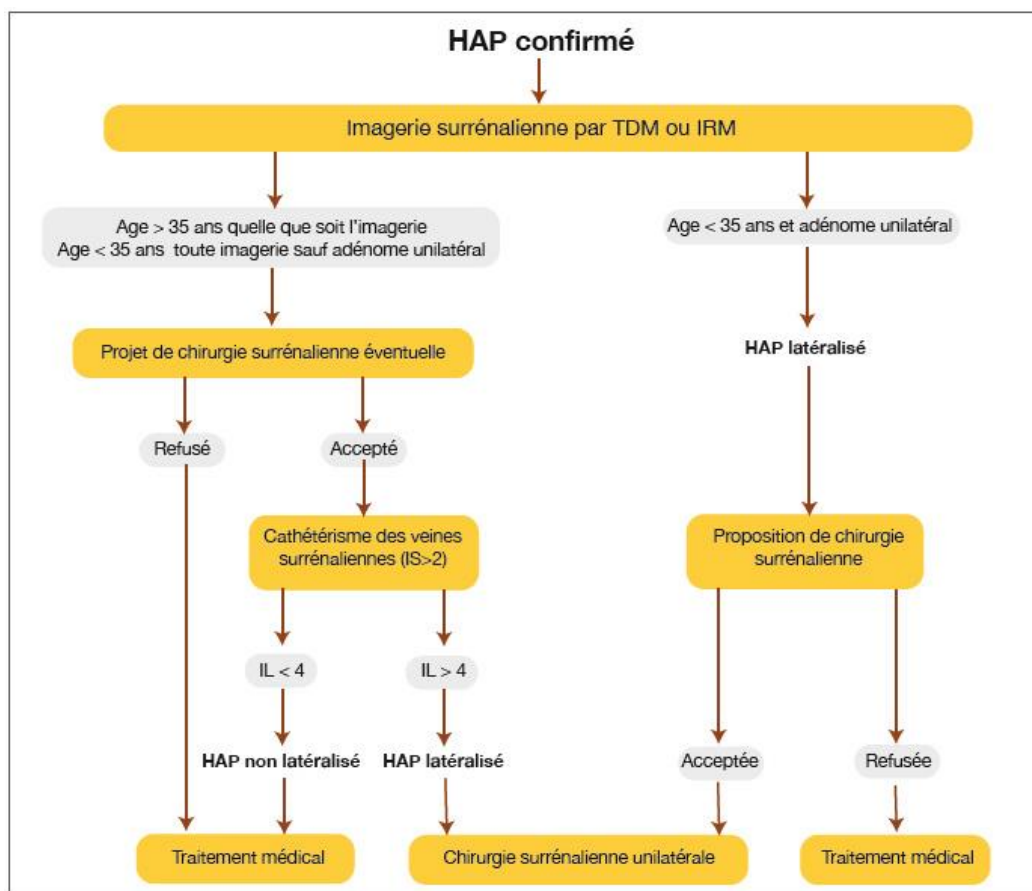 HAP confirmé
Imagerie surrénalienne par TDM ou IRM
Age > 35 ans quelle que soit l'imagerie
Age < 35 ans toute imagerie sauf adénome unilatéral
Age < 35 ans et adénome unilatéral
Projet de chirurgie surrénalienne éventuelle
HAP latéralisé
Refusé
Accepté
Cathétérisme des veines
surrénaliennes (IS>2)
Proposition de chirurgie
surrénalienne
IL < 4
IL > 4
HAP non latéralisé
HAP latéralisé
Acceptée
Refusée
Traitement médical
Chirurgie surrénalienne unilatérale
Traitement médical